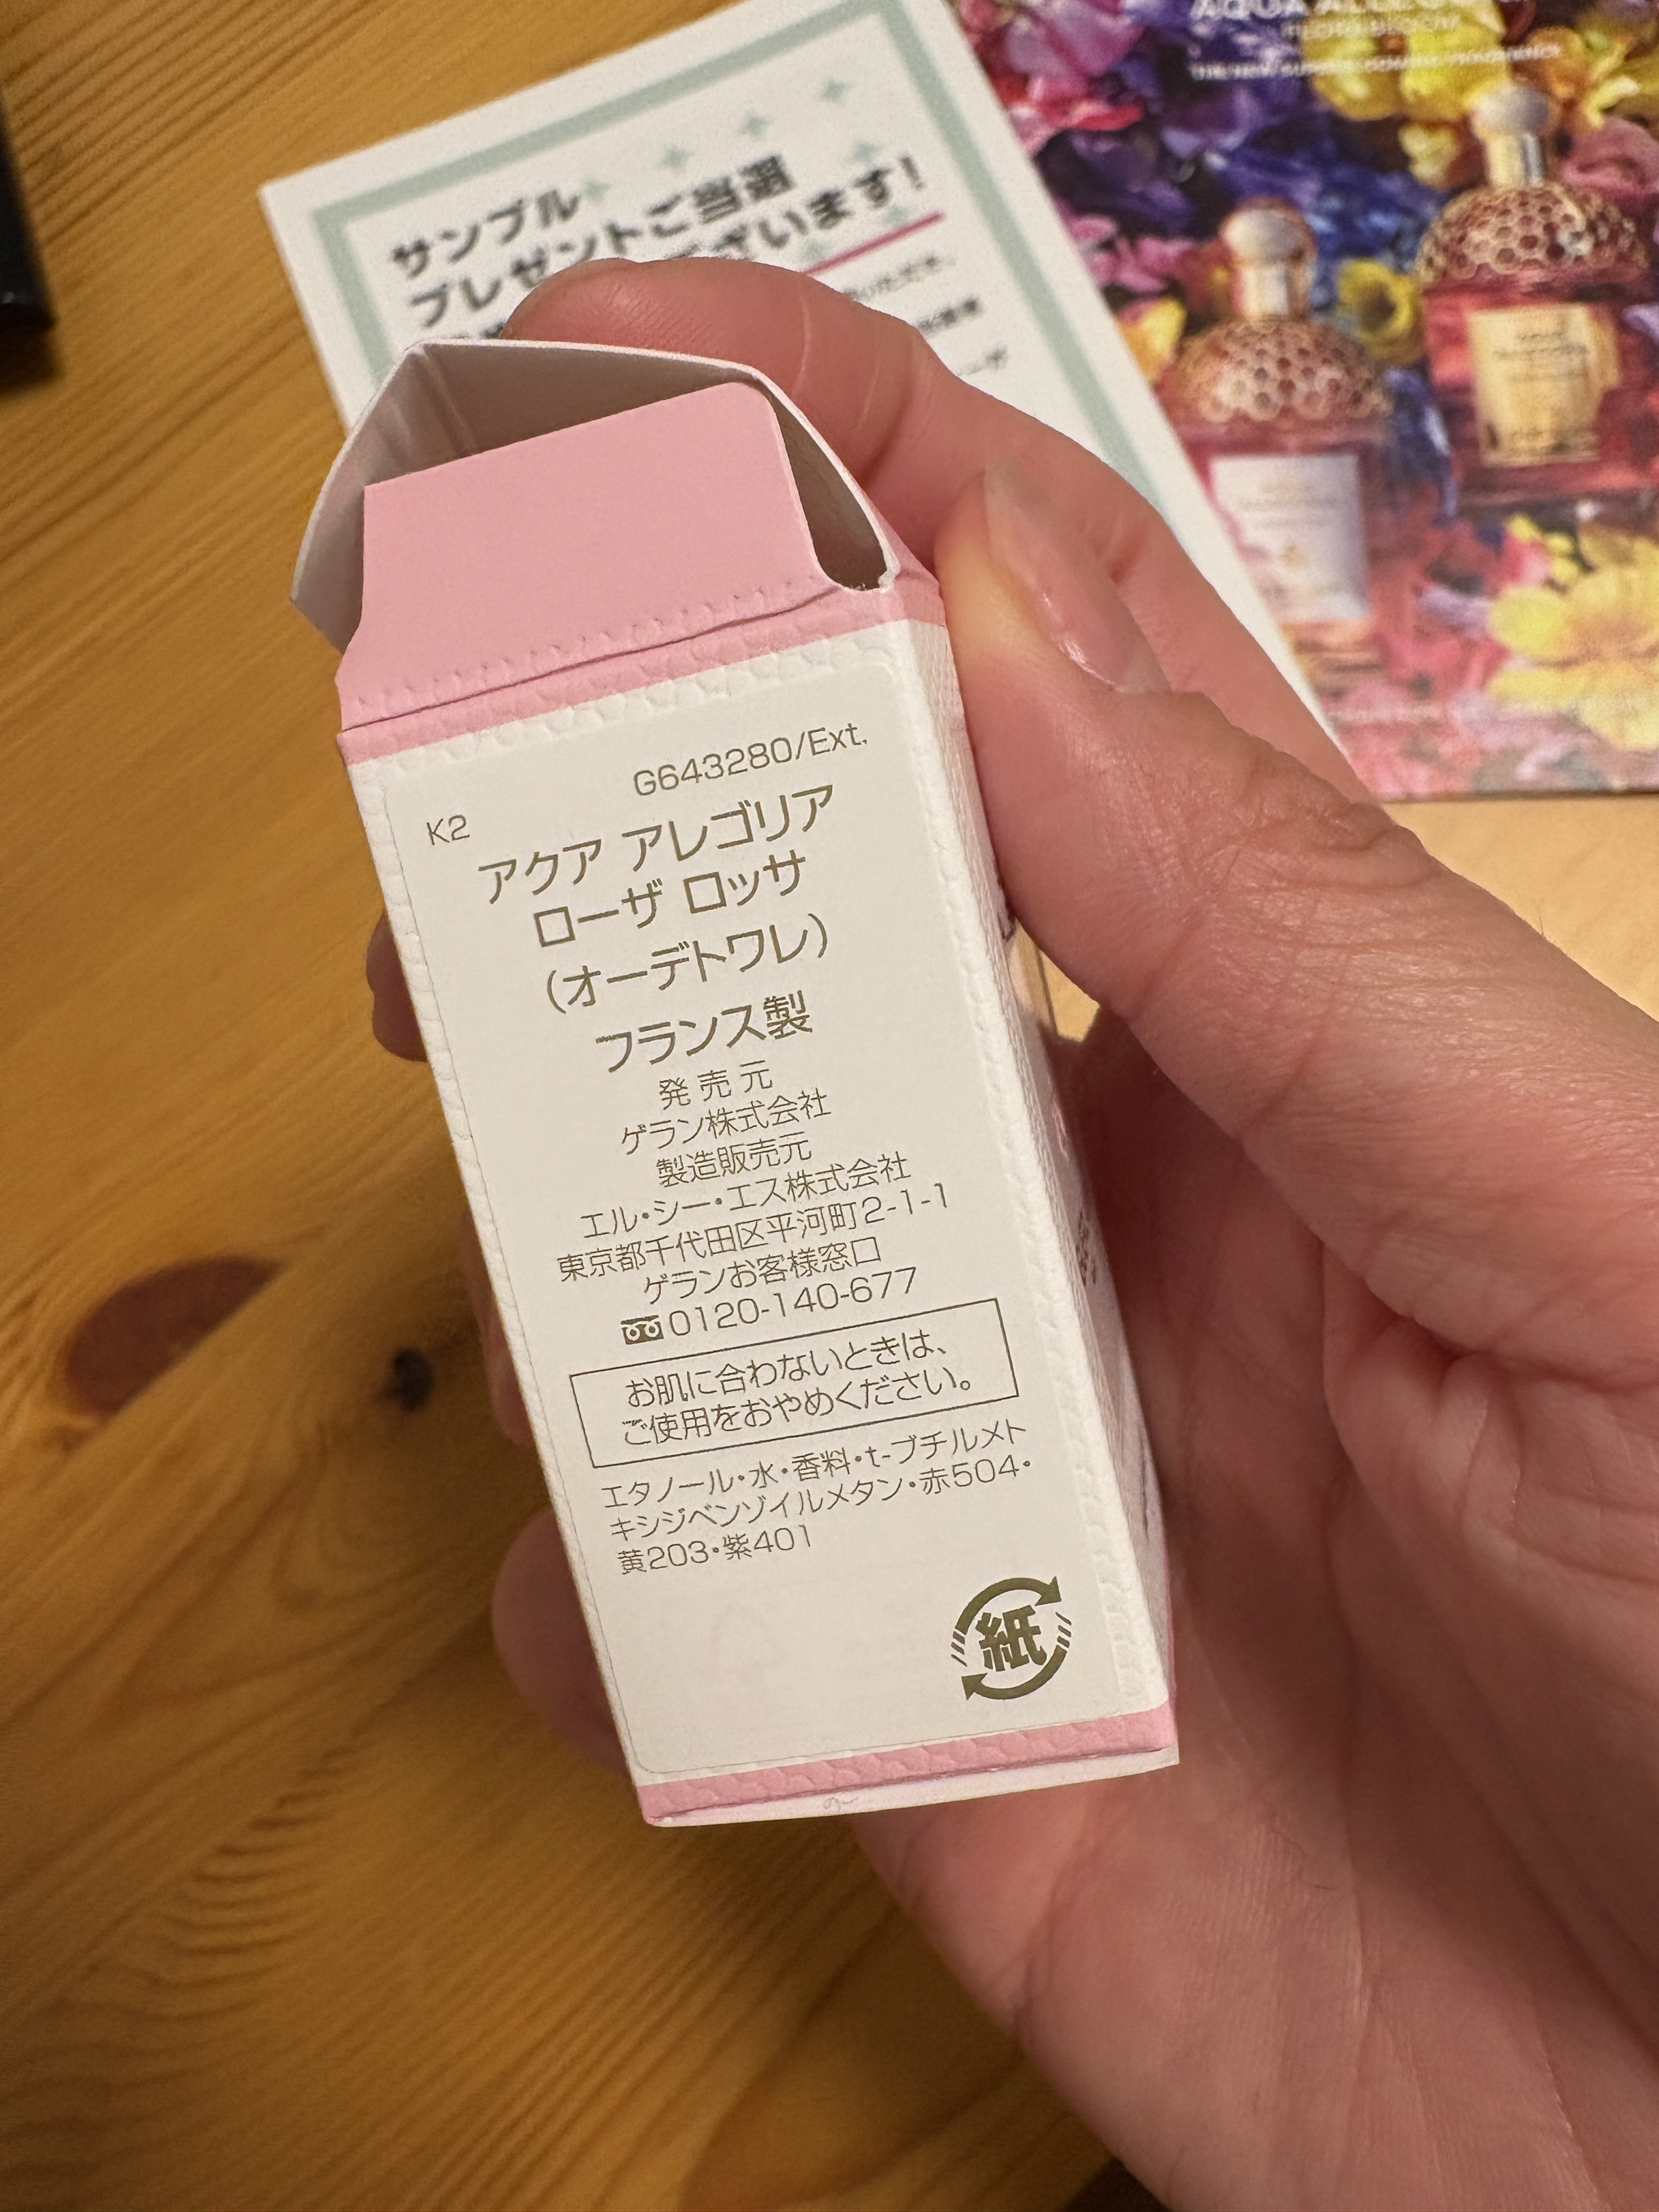 サンプル
プレゼントご当選
ございます!
AQUA ALLEGORIA
G643280/Ext.
K2
アクア アレゴリア
ローザ ロッサ
(オーデトワレ)
フランス製
発売元
ゲラン株式会社
製造販売元
エル・シー・エス株式会社
東京都千代田区平河町2-1-1
ゲランお客様窓口
0120-140-677
お肌に合わないときは、
ご使用をおやめください。
エタノール・水・香料・t-ブチルメト
キシジベンゾイルメタン・赤504・
黄203・紫401
紙